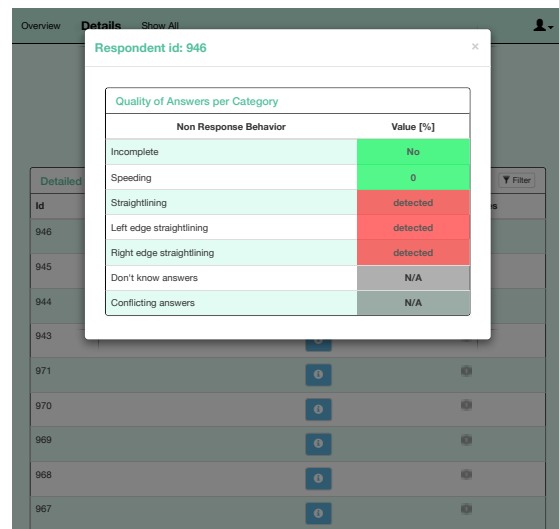 Overview Details Show All
Respondent id: 946 ×
Quality of Answers per Category
Non Response Behavior Value [%]
Incomplete No
Speeding 0
Straightlining detected
Left edge straightlining detected
Right edge straightlining detected
Don't know answers N/A
Conflicting answers N/A
Detailed Filter
Id s
946
945
944
943
971
970
969
968
967